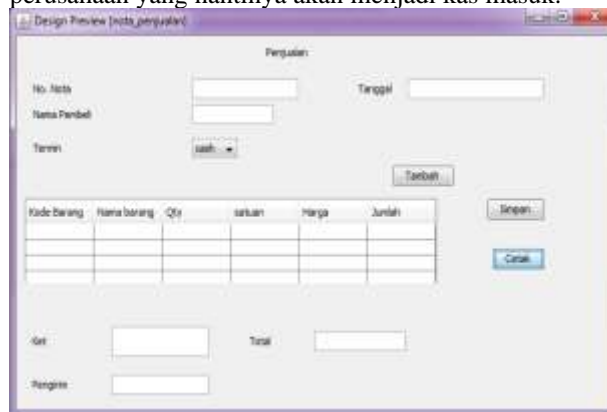 perusahaan yang nantinya akan menjadi kas masuk.
Design Preview [nota_penjualan]
Penjualan
No. Nota Tanggal
Nama Pembeli
Termin cash
Tambah
Kode Barang Nama barang Qty satuan Harga Jumlah
Simpan
Cetak
Ket Total
Pengirim